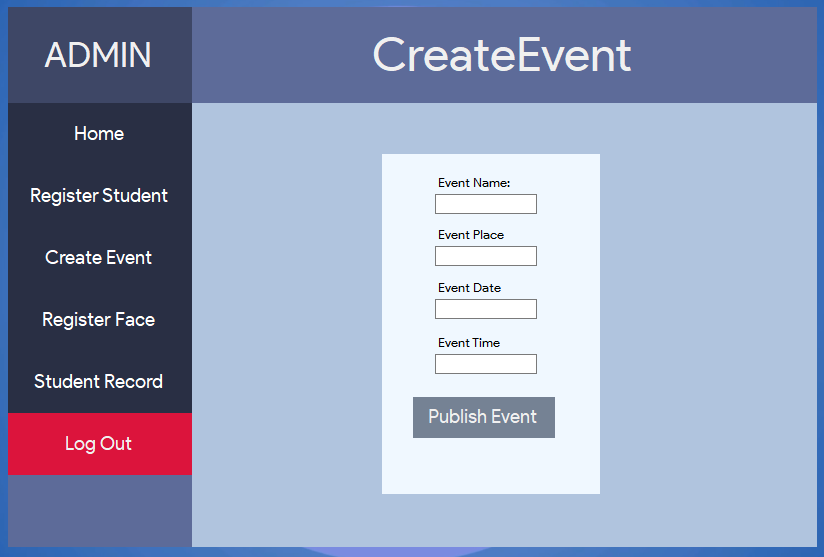 ADMIN
CreateEvent
Home
Register Student
Create Event
Register Face
Student Record
Log Out
Event Name:
Event Place
Event Date
Event Time
Publish Event